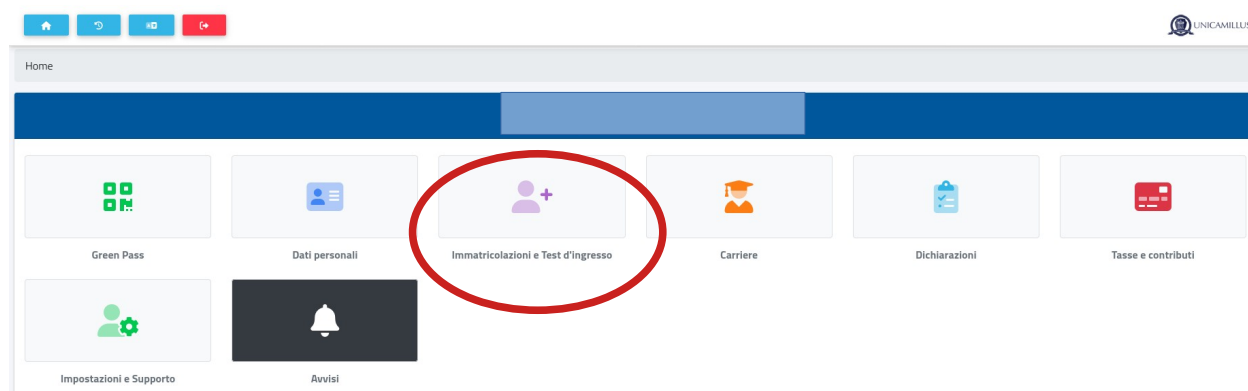 UNICAMILLUS
Home
Green Pass
Dati personali
Immatricolazioni e Test d'ingresso
Carriere
Dichiarazioni
Tasse e contributi
Impostazioni e Supporto
Avvisi